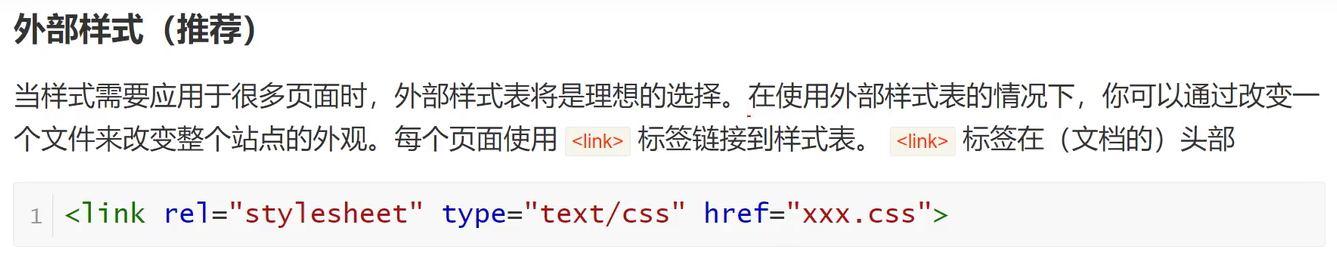 外部样式（推荐）
当样式需要应用于很多页面时，外部样式表将是理想的选择。在使用外部样式表的情况下，你可以通过改变一
个文件来改变整个站点的外观。每个页面使用 <link> 标签链接到样式表。 <link> 标签在（文档的）头部
1 <link rel="stylesheet" type="text/css" href="xxx.css">